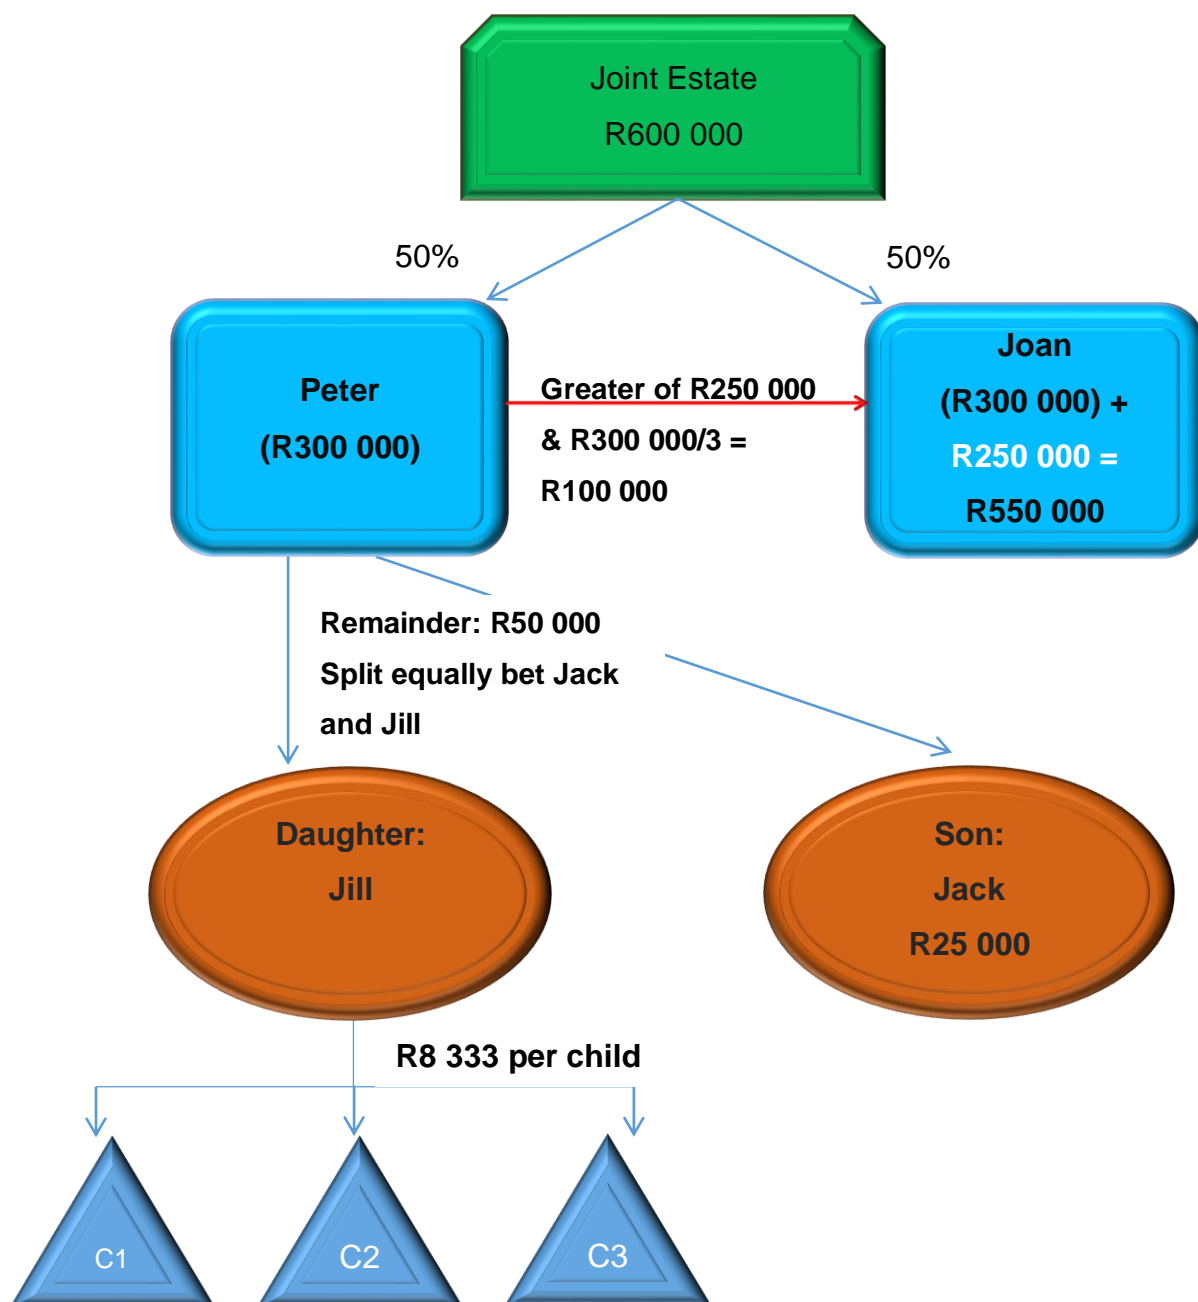 Joint Estate
R600 000
50%
50%
Peter
(R300 000)
Greater of R250 000
& R300 000/3 =
R100 000
Joan
(R300 000) +
R250 000 =
R550 000
Remainder: R50 000
Split equally bet Jack
and Jill
Daughter:
Jill
Son:
Jack
R25 000
R8 333 per child
C1
C2
C3